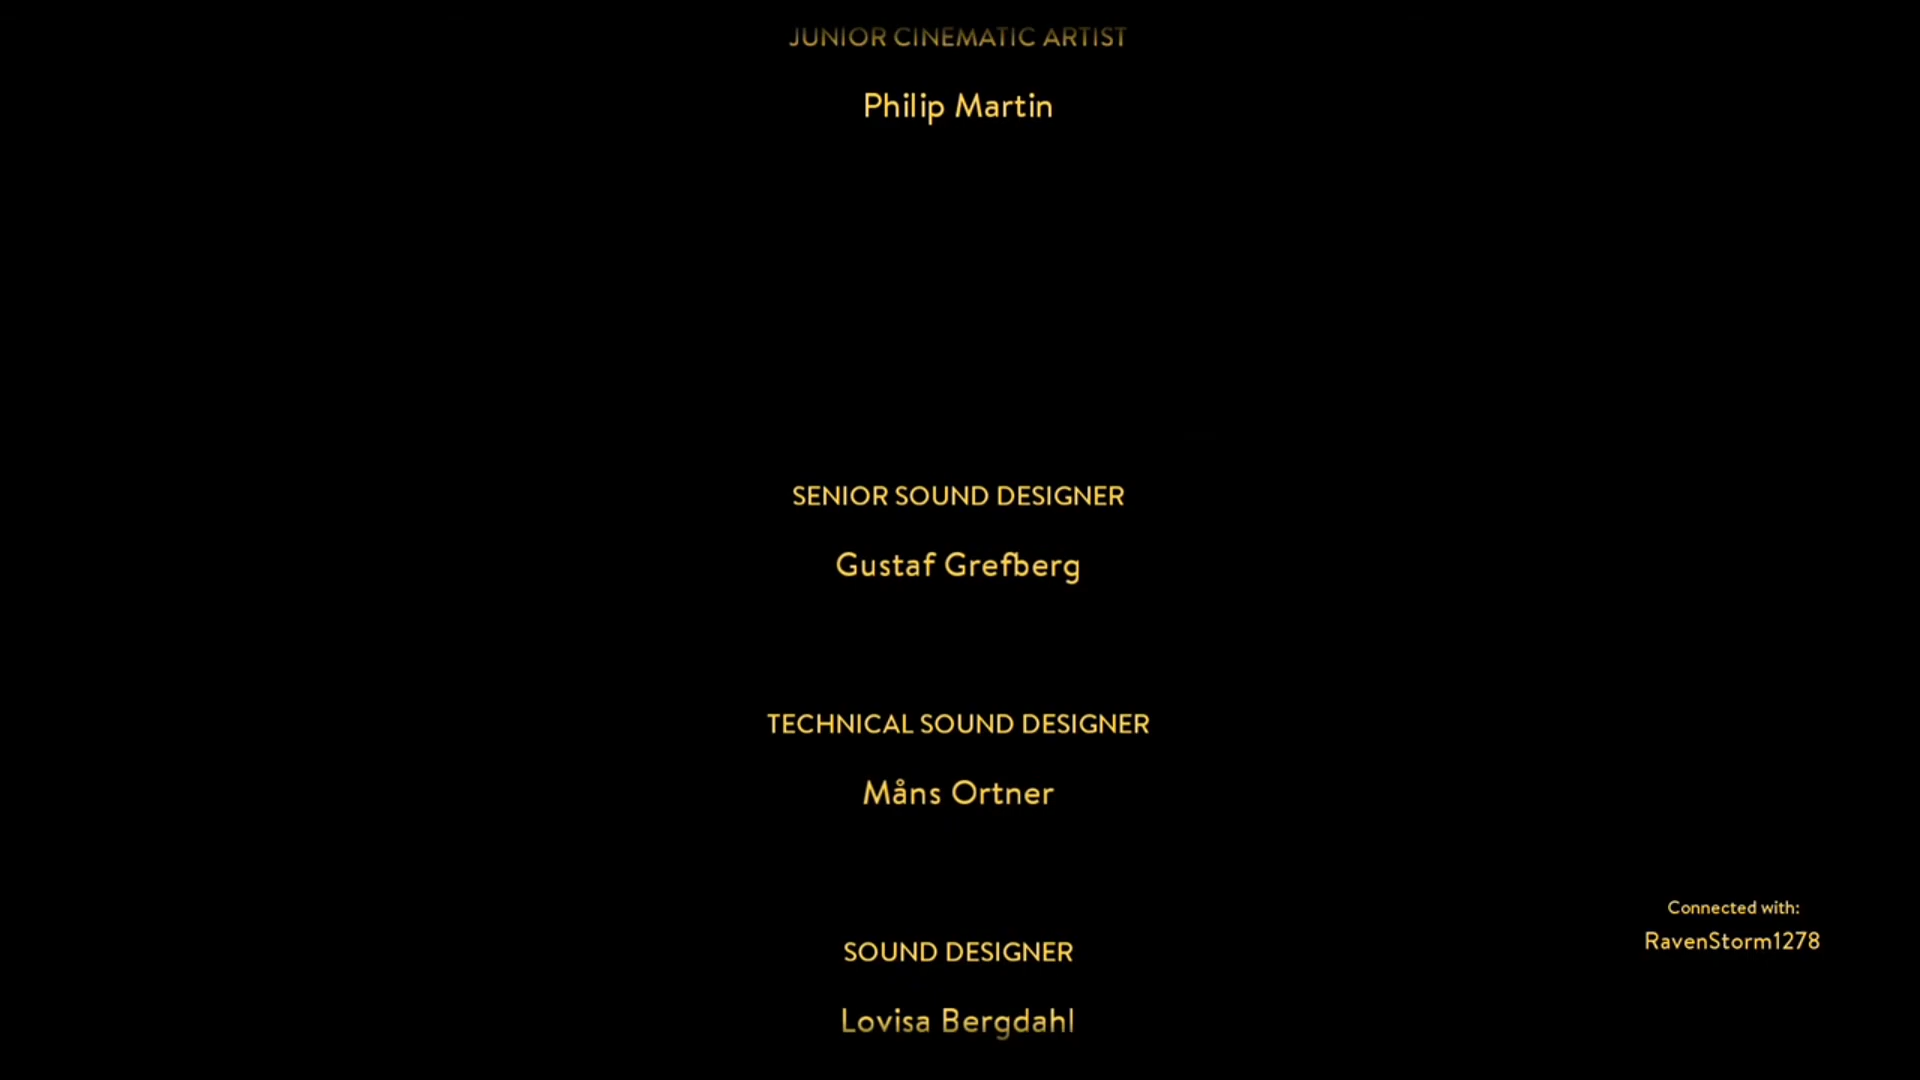 JUNIOR CINEMATIC ARTIST
Philip Martin
SENIOR SOUND DESIGNER
Gustaf Grefberg
TECHNICAL SOUND DESIGNER
Måns Ortner
SOUND DESIGNER
Lovisa Bergdahl
Connected with:
RavenStorm1278